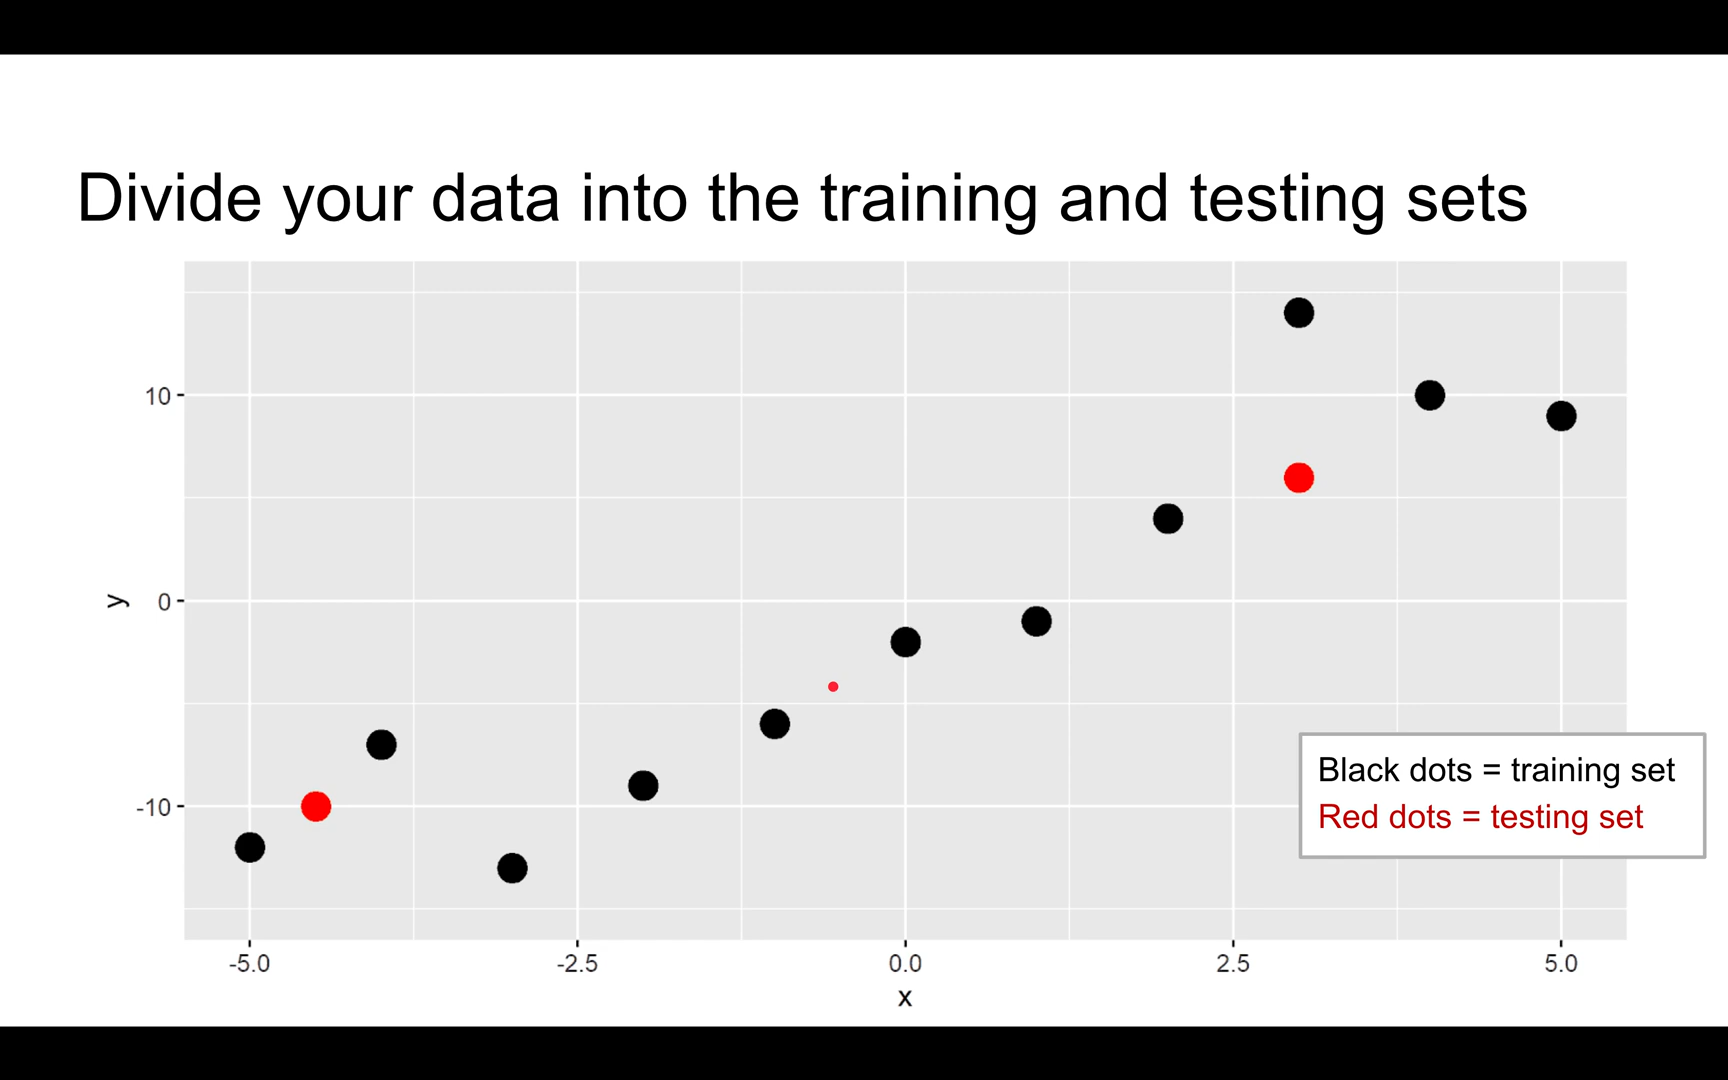 Divide your data into the training and testing sets
10
0
-10
y
-5.0 -2.5 0.0 2.5 5.0
x
Black dots = training set
Red dots = testing set